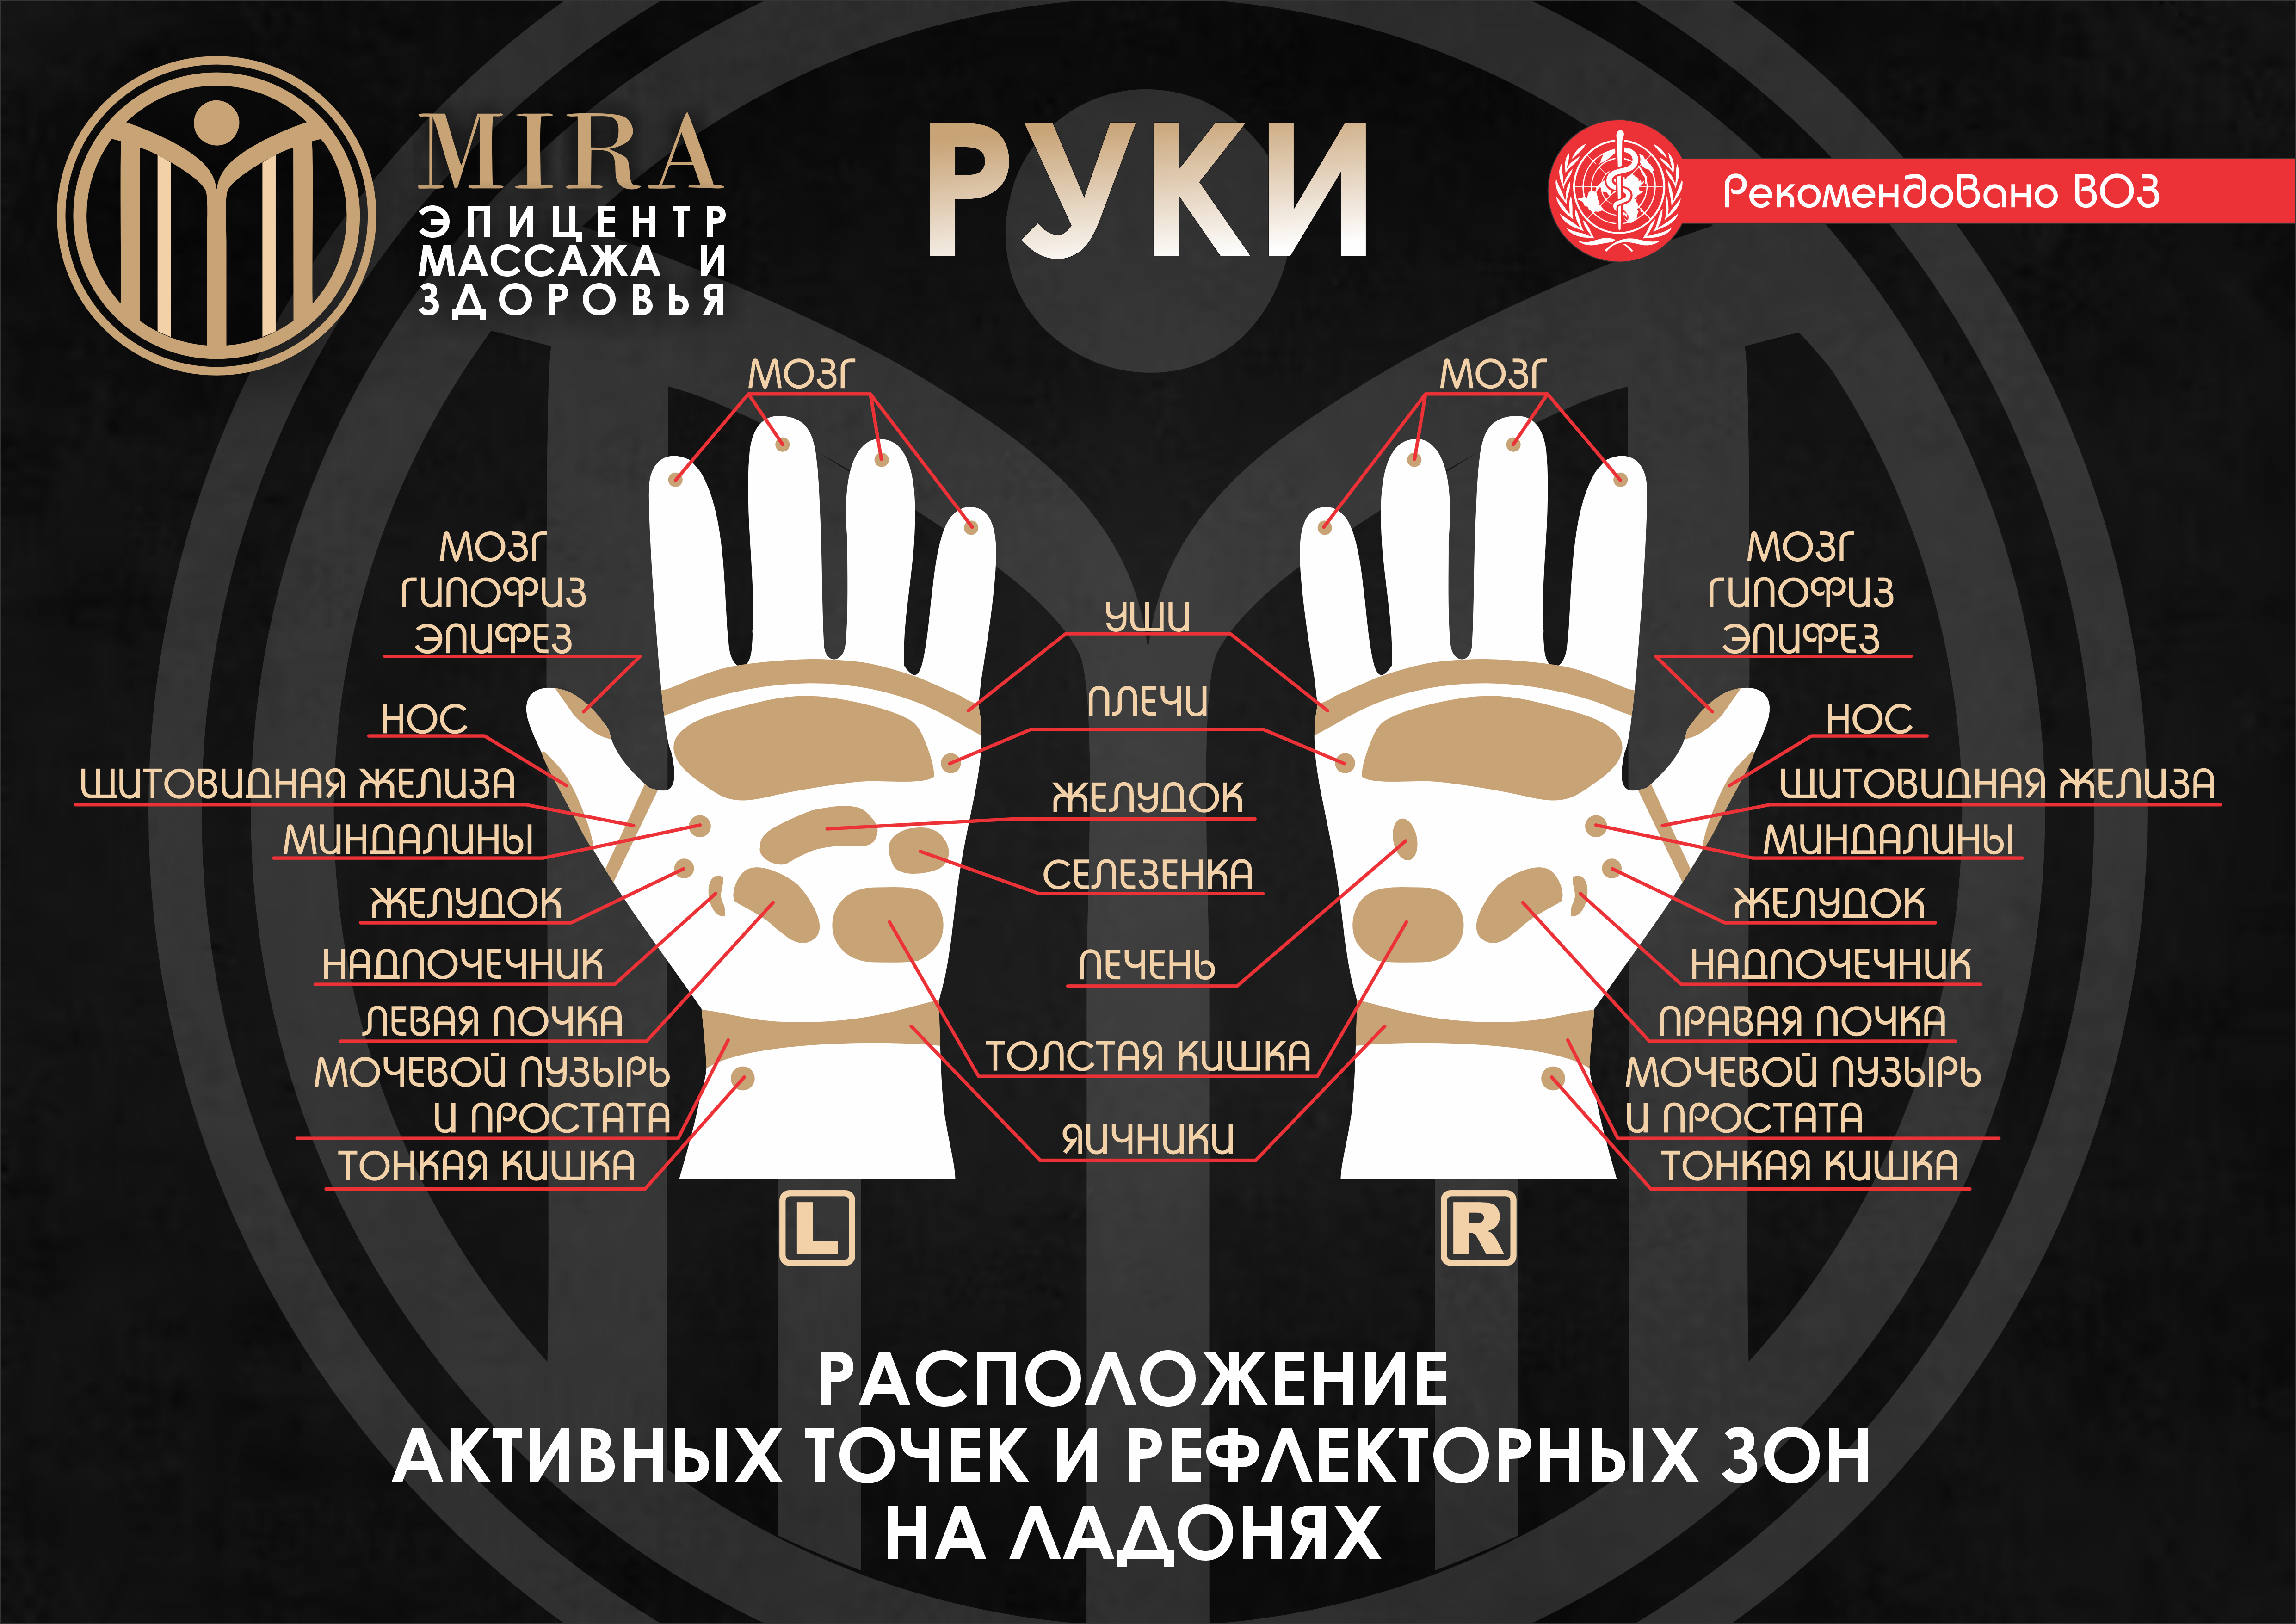 MIRA
ЭПИЦЕНТР
МАССАЖА И
ЗДОРОВЬЯ
РУКИ
Рекомендовано ВОЗ
МОЗГ
МОЗГ
МОЗГ
ГИПОФИЗ
ЭПИФЕЗ
НОС
ЩИТОВИДНАЯ ЖЕЛИЗА
МИНДАЛИНЫ
ЖЕЛУДОК
НАДПОЧЕЧНИК
ЛЕВАЯ ПОЧКА
МОЧЕВОЙ ПУЗЫРЬ
И ПРОСТАТА
ТОНКАЯ КИШКА
УШИ
ПЛЕЧИ
ЖЕЛУДОК
СЕЛЕЗЕНКА
ПЕЧЕНЬ
ТОЛСТАЯ КИШКА
ЯИЧНИКИ
МОЗГ
ГИПОФИЗ
ЭПИФЕЗ
НОС
ЩИТОВИДНАЯ ЖЕЛИЗА
МИНДАЛИНЫ
ЖЕЛУДОК
НАДПОЧЕЧНИК
ПРАВАЯ ПОЧКА
МОЧЕВОЙ ПУЗЫРЬ
И ПРОСТАТА
ТОНКАЯ КИШКА
L
R
РАСПОЛОЖЕНИЕ
АКТИВНЫХ ТОЧЕК И РЕФЛЕКТОРНЫХ ЗОН
НА ЛАДОНЯХ